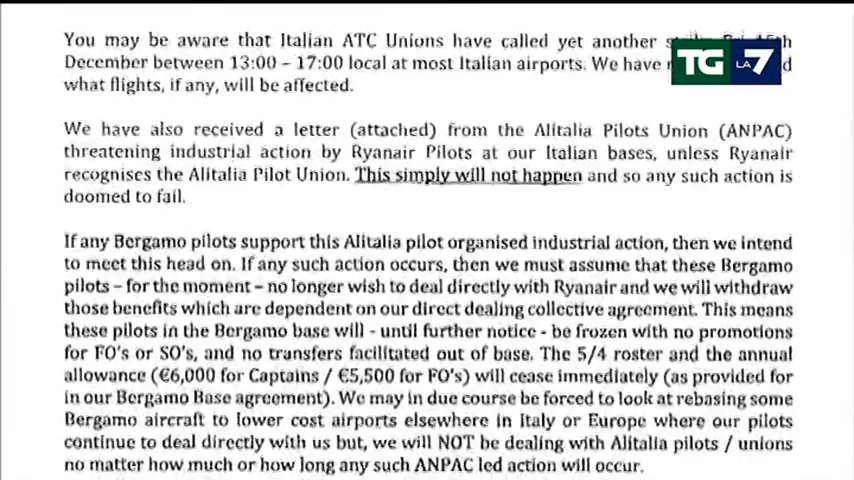 You may be aware that Italian ATC Unions have called yet another
December between 13:00 – 17:00 local at most Italian airports. We have
what flights, if any, will be affected.
TG LA7
We have also received a letter (attached) from the Alitalia Pilots Union (ANPAC)
threatening industrial action by Ryanair Pilots at our Italian bases, unless Ryanair
recognises the Alitalia Pilot Union. This simply will not happen and so any such action is
doomed to fail.
If any Bergamo pilots support this Alitalia pilot organised industrial action, then we intend
to meet this head on. If any such action occurs, then we must assume that these Bergamo
pilots – for the moment – no longer wish to deal directly with Ryanair and we will withdraw
those benefits which are dependent on our direct dealing collective agreement. This means
these pilots in the Bergamo base will - until further notice - be frozen with no promotions
for FO's or SO's, and no transfers facilitated out of base. The 5/4 roster and the annual
allowance (€6,000 for Captains / €5,500 for FO's) will cease immediately (as provided for
in our Bergamo Base agreement). We may in due course be forced to look at rebasing some
Bergamo aircraft to lower cost airports elsewhere in Italy or Europe where our pilots
continue to deal directly with us but, we will NOT be dealing with Alitalia pilots / unions
no matter how much or how long any such ANPAC led action will occur.